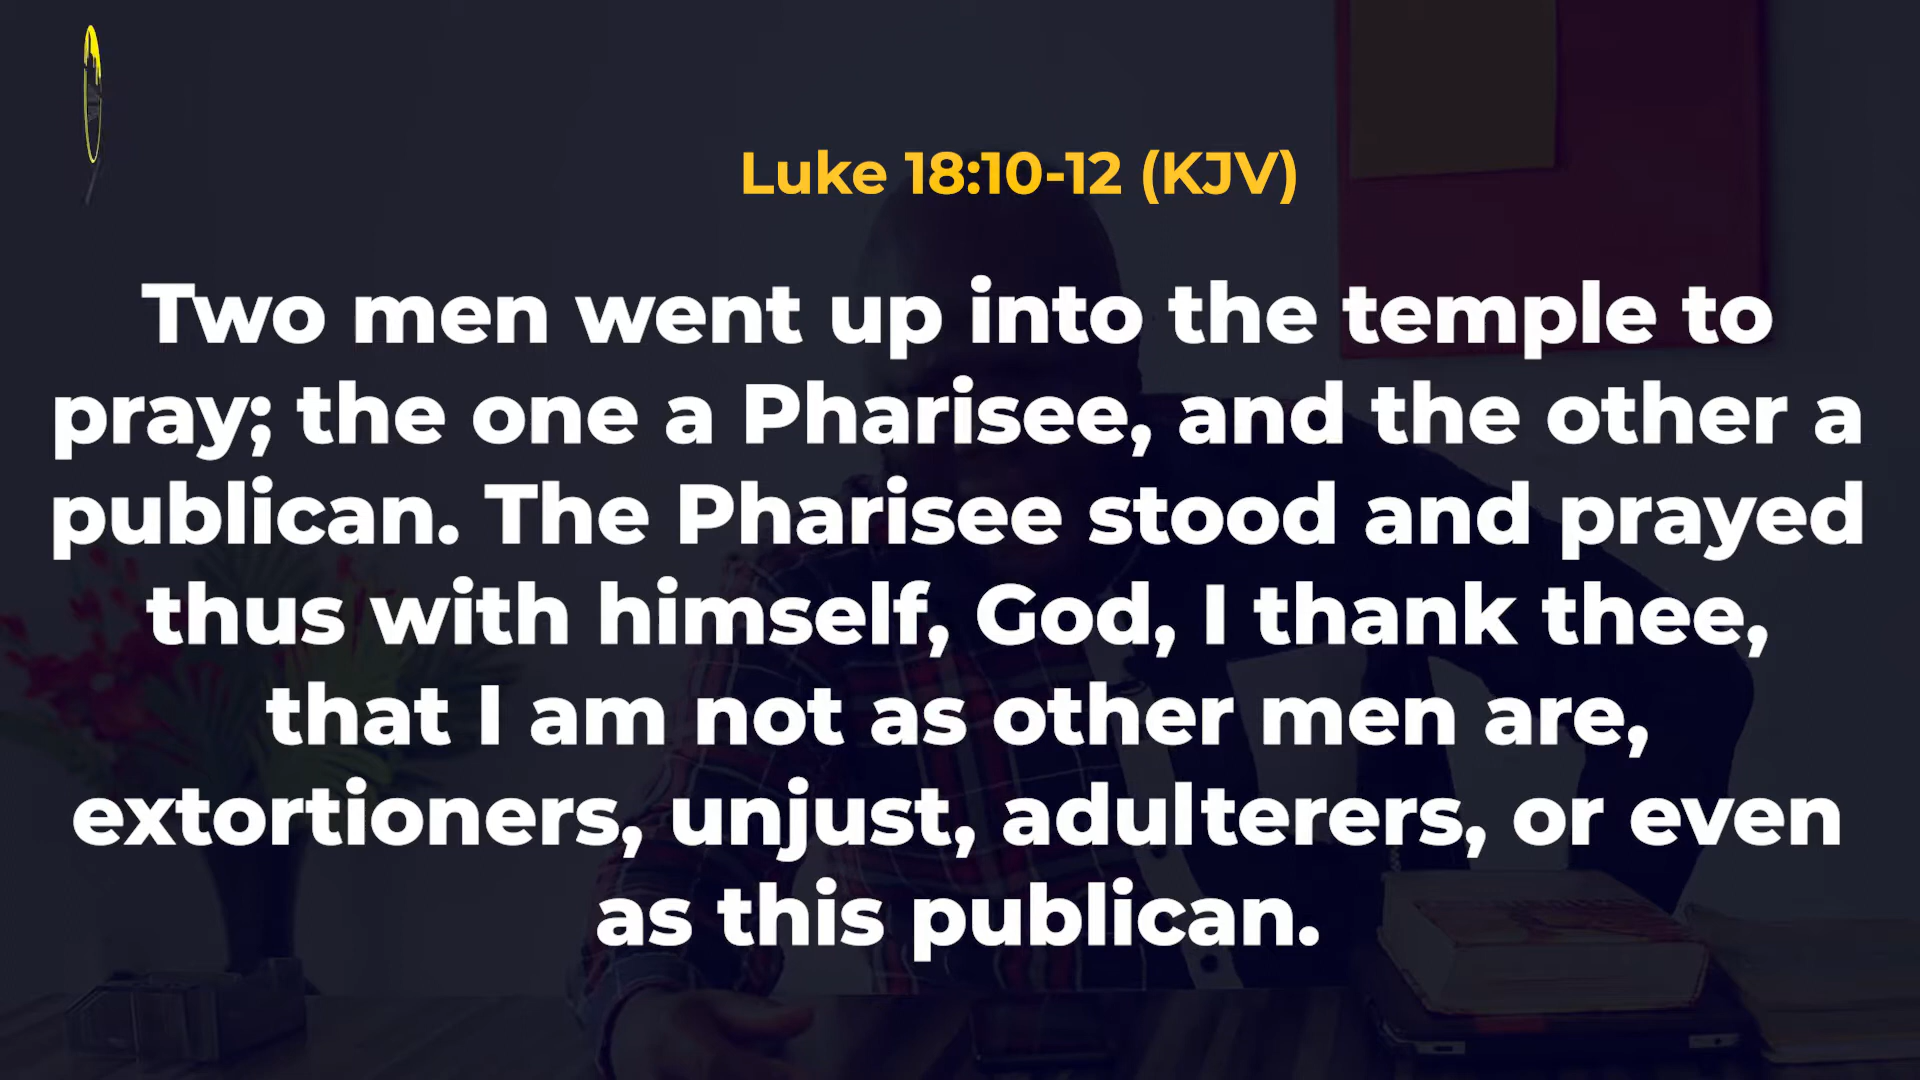 Luke 18:10-12 (KJV)
Two men went up into the temple to
pray; the one a Pharisee, and the other a
publican. The Pharisee stood and prayed
thus with himself, God, I thank thee,
that I am not as other men are,
extortioners, unjust, adulterers, or even
as this publican.